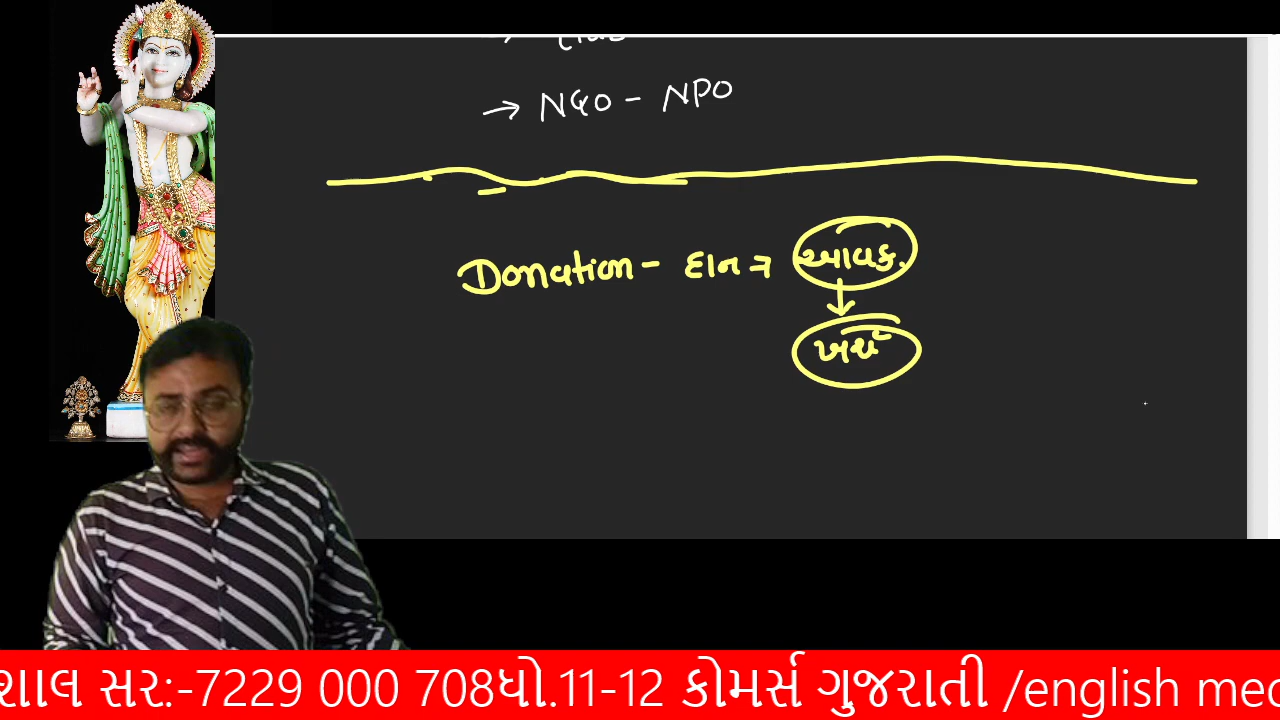 → NGO - NPO
Donation - દાન ⇒ આવક.
↓
ખર્ચ
શાલ સર:-7229 000 708ધો.11-12 કોમર્સ ગુજરાતી /english med